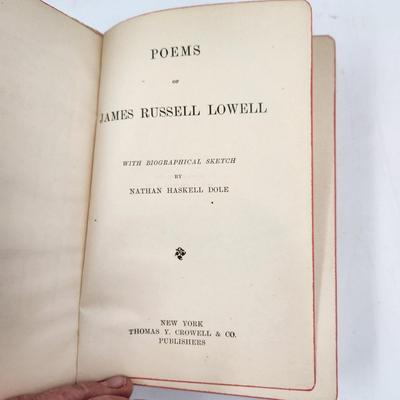 POEMS
OF
JAMES RUSSELL LOWELL
WITH BIOGRAPHICAL SKETCH
BY
NATHAN HASKELL DOLE
NEW YORK
THOMAS Y. CROWELL & CO.
PUBLISHERS